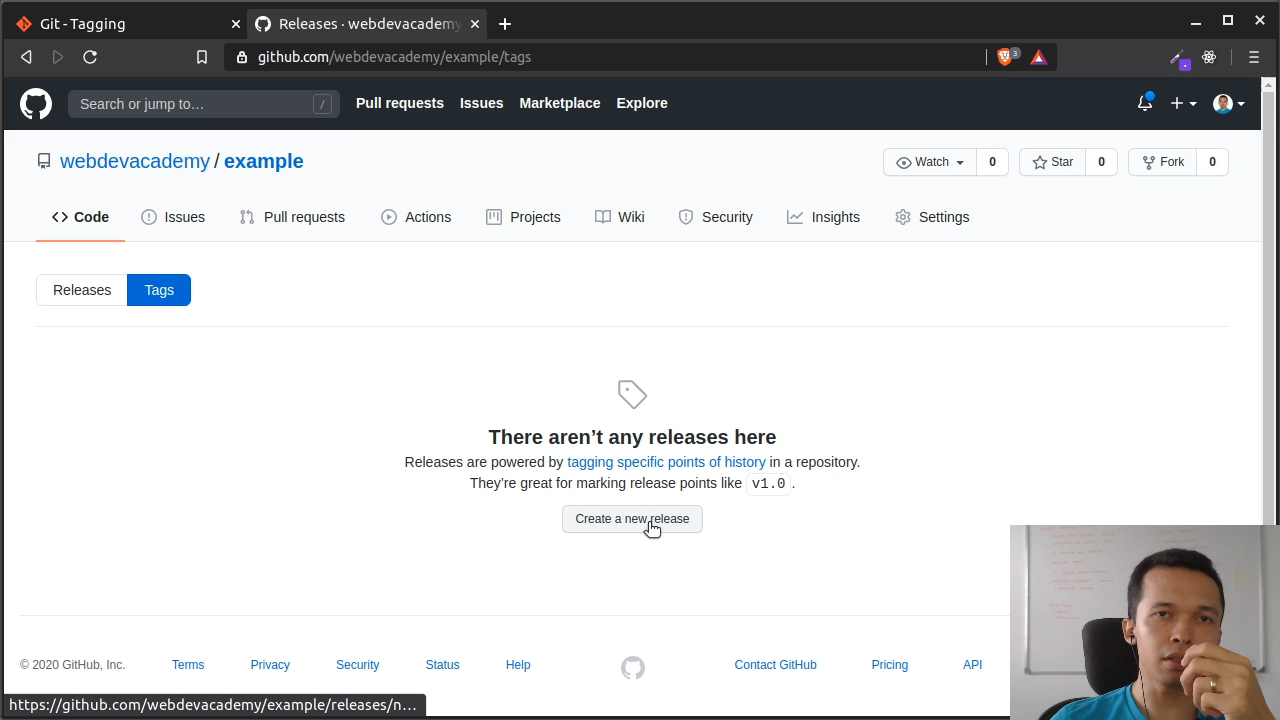 Git - Tagging
Releases · webdevacademy
github.com/webdevacademy/example/tags
3
Search or jump to…
/
Pull requests
Issues
Marketplace
Explore
webdevacademy / example
Watch
0
Star
0
Fork
0
Code
Issues
Pull requests
Actions
Projects
Wiki
Security
Insights
Settings
Releases
Tags
There aren’t any releases here
Releases are powered by tagging specific points of history in a repository.
They’re great for marking release points like v1.0 .
Create a new release
© 2020 GitHub, Inc.
Terms
Privacy
Security
Status
Help
Contact GitHub
Pricing
API
https://github.com/webdevacademy/example/releases/n…